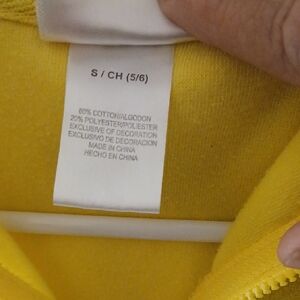 S / CH (5/6)
80% COTTON/ALGODON
20% POLYESTER/POLIESTER
EXCLUSIVE OF DECORATION
EXCLUSIVO DE DECORACION
MADE IN CHINA
HECHO EN CHINA